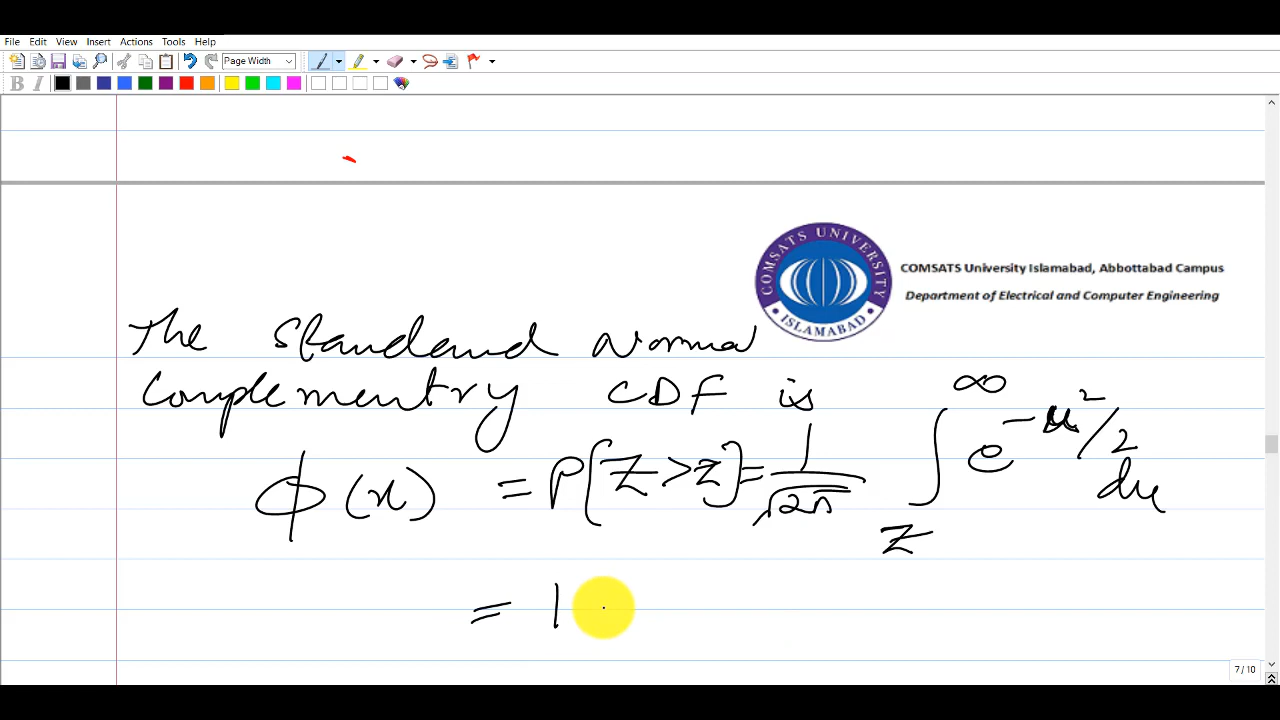 File Edit View Insert Actions Tools Help
Page Width
B I
COMSATS UNIVERSITY
ISLAMABAD
COMSATS University Islamabad, Abbottabad Campus
Department of Electrical and Computer Engineering
The Standard Normal
Complementry CDF is
ϕ(x) = P[Z>z] = 1/√2π ∫_z^∞ e^{-u²/2} du
= 1
7 / 10